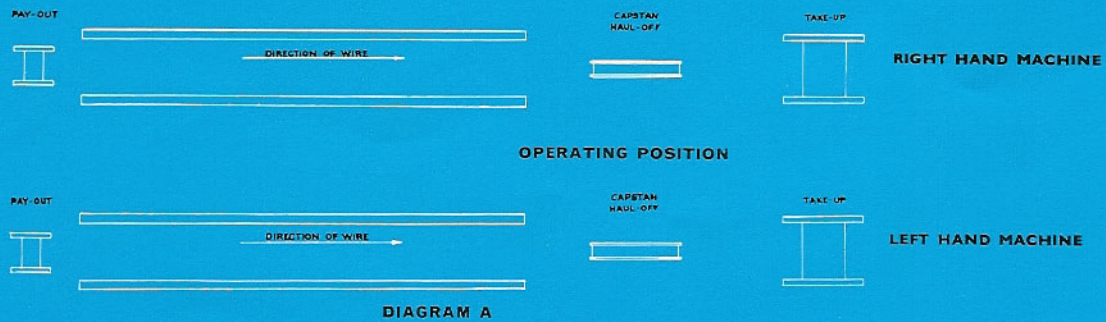 PAY-OUT
CAPSTAN
HAUL-OFF
TAKE-UP
DIRECTION OF WIRE
RIGHT HAND MACHINE
OPERATING POSITION
PAY-OUT
CAPSTAN
HAUL-OFF
TAKE-UP
DIRECTION OF WIRE
LEFT HAND MACHINE
DIAGRAM A